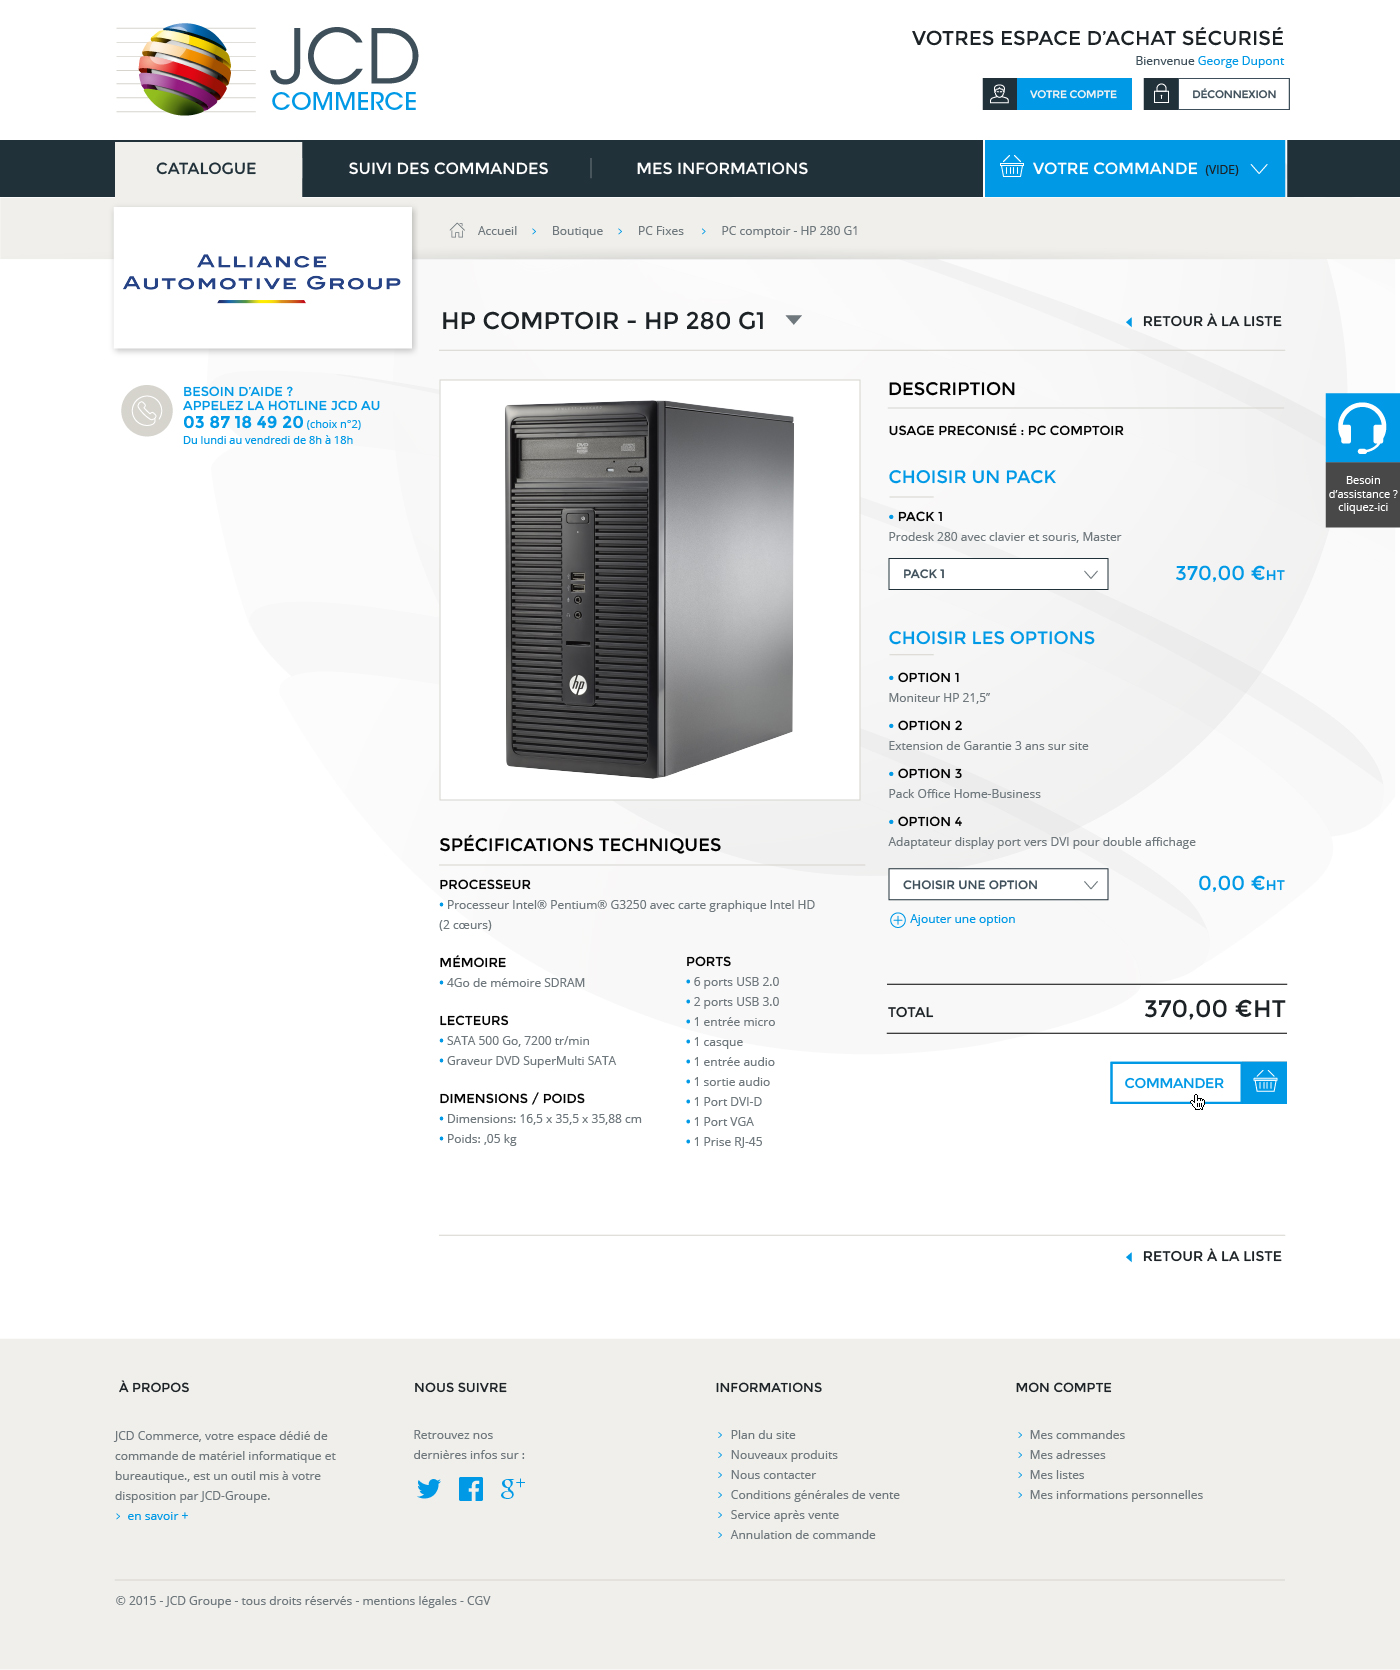 JCD
COMMERCE
VOTRES ESPACE D'ACHAT SÉCURISÉ
Bienvenue George Dupont
VOTRE COMPTE
DÉCONNEXION
CATALOGUE
SUIVI DES COMMANDES
MES INFORMATIONS
VOTRE COMMANDE (VIDE)
ALLIANCE
AUTOMOTIVE GROUP
Accueil > Boutique > PC Fixes > PC comptoir - HP 280 G1
HP COMPTOIR - HP 280 G1
RETOUR À LA LISTE
BESOIN D'AIDE ?
APPELEZ LA HOTLINE JCD AU
03 87 18 49 20 (choix n°2)
Du lundi au vendredi de 8h à 18h
hp
DESCRIPTION
USAGE PRECONISÉ : PC COMPTOIR
CHOISIR UN PACK
• PACK 1
Prodesk 280 avec clavier et souris, Master
PACK 1
370,00 €HT
Besoin
d'assistance ?
cliquez-ici
CHOISIR LES OPTIONS
• OPTION 1
Moniteur HP 21,5”
• OPTION 2
Extension de Garantie 3 ans sur site
• OPTION 3
Pack Office Home-Business
• OPTION 4
Adaptateur display port vers DVI pour double affichage
CHOISIR UNE OPTION
0,00 €HT
Ajouter une option
TOTAL
370,00 €HT
COMMANDER
SPÉCIFICATIONS TECHNIQUES
PROCESSEUR
• Processeur Intel® Pentium® G3250 avec carte graphique Intel HD
(2 cœurs)
MÉMOIRE
• 4Go de mémoire SDRAM
LECTEURS
• SATA 500 Go, 7200 tr/min
• Graveur DVD SuperMulti SATA
DIMENSIONS / POIDS
• Dimensions: 16,5 x 35,5 x 35,88 cm
• Poids: ,05 kg
PORTS
• 6 ports USB 2.0
• 2 ports USB 3.0
• 1 entrée micro
• 1 casque
• 1 entrée audio
• 1 sortie audio
• 1 Port DVI-D
• 1 Port VGA
• 1 Prise RJ-45
RETOUR À LA LISTE
À PROPOS
JCD Commerce, votre espace dédié de
commande de matériel informatique et
bureautique., est un outil mis à votre
disposition par JCD-Groupe.
> en savoir +
NOUS SUIVRE
Retrouvez nos
dernières infos sur :
g+
INFORMATIONS
> Plan du site
> Nouveaux produits
> Nous contacter
> Conditions générales de vente
> Service après vente
> Annulation de commande
MON COMPTE
> Mes commandes
> Mes adresses
> Mes listes
> Mes informations personnelles
© 2015 - JCD Groupe - tous droits réservés - mentions légales - CGV